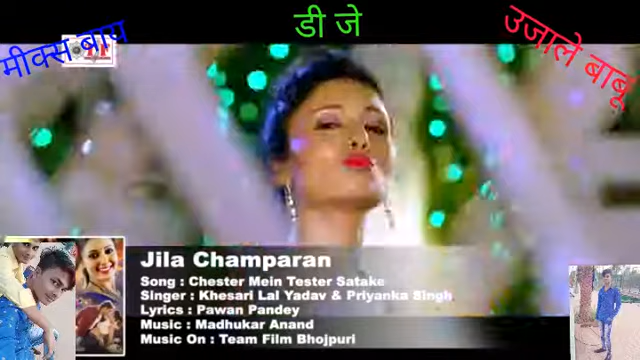 मीक्स बाय
डी जे
उजाले बाबू
Jila Champaran
Song : Chester Mein Tester Satake
Singer : Khesari Lal Yadav & Priyanka Singh
Lyrics : Pawan Pandey
Music : Madhukar Anand
Music On : Team Film Bhojpuri